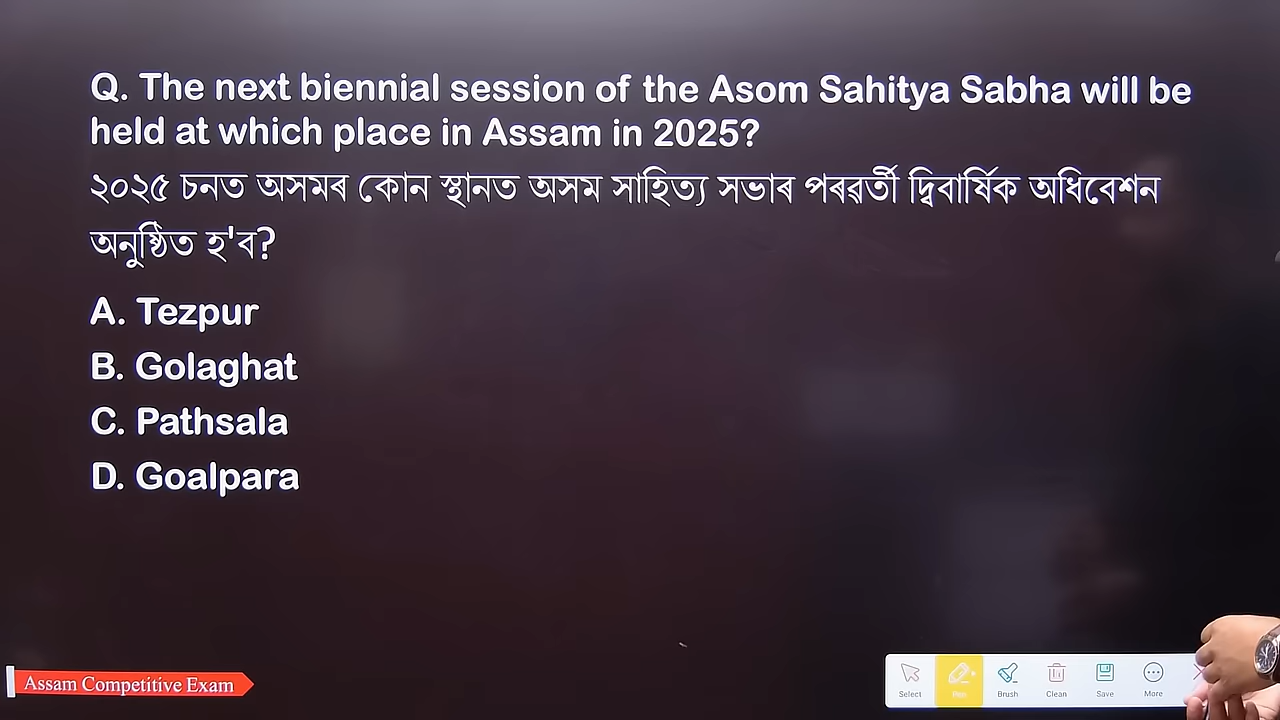 Q. The next biennial session of the Asom Sahitya Sabha will be
held at which place in Assam in 2025?
২০২৫ চনত অসমৰ কোন স্থানত অসম সাহিত্য সভাৰ পৰৱৰ্তী দ্বিবাৰ্ষিক অধিবেশন
অনুষ্ঠিত হ'ব?
A. Tezpur
B. Golaghat
C. Pathsala
D. Goalpara
Assam Competitive Exam
Select Pen Brush Clean Save More